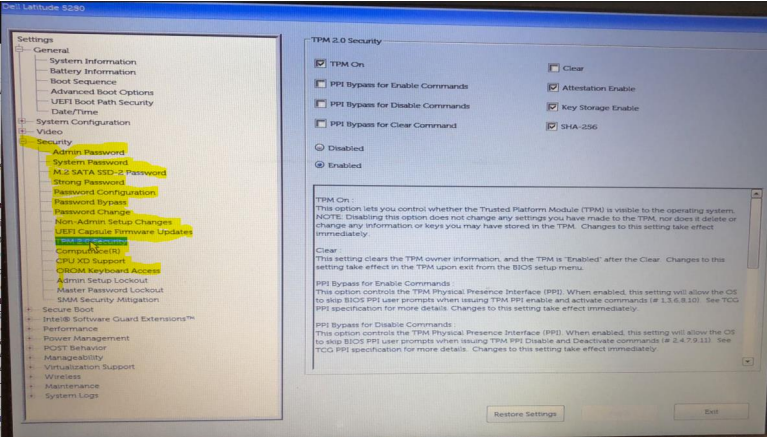 Dell Latitude 5290
Settings
General
System Information
Battery Information
Boot Sequence
Advanced Boot Options
UEFI Boot Path Security
Date/Time
System Configuration
Video
Security
Admin Password
System Password
M.2 SATA SSD-2 Password
Strong Password
Password Configuration
Password Bypass
Password Change
Non-Admin Setup Changes
UEFI Capsule Firmware Updates
TPM 2.0 Security
Computrace(R)
CPU XD Support
OROM Keyboard Access
Admin Setup Lockout
Master Password Lockout
SMM Security Mitigation
Secure Boot
Intel® Software Guard Extensions™
Performance
Power Management
POST Behavior
Manageability
Virtualization Support
Wireless
Maintenance
System Logs
TPM 2.0 Security
TPM On
Clear
PPI Bypass for Enable Commands
Attestation Enable
PPI Bypass for Disable Commands
Key Storage Enable
PPI Bypass for Clear Command
SHA-256
Disabled
Enabled
TPM On :
This option lets you control whether the Trusted Platform Module (TPM) is visible to the operating system.
NOTE: Disabling this option does not change any settings you have made to the TPM, nor does it delete or
change any information or keys you may have stored in the TPM. Changes to this setting take effect
immediately.
Clear :
This setting clears the TPM owner information, and the TPM is "Enabled" after the Clear. Changes to this
setting take effect in the TPM upon exit from the BIOS setup menu.
PPI Bypass for Enable Commands :
This option controls the TPM Physical Presence Interface (PPI). When enabled, this setting will allow the OS
to skip BIOS PPI user prompts when issuing TPM PPI enable and activate commands (# 1,3,6,8,10). See TCG
PPI specification for more details. Changes to this setting take effect immediately.
PPI Bypass for Disable Commands :
This option controls the TPM Physical Presence Interface (PPI). When enabled, this setting will allow the OS
to skip BIOS PPI user prompts when issuing TPM PPI Disable and Deactivate commands (# 2,4,7,9,11). See
TCG PPI specification for more details. Changes to this setting take effect immediately.
Restore Settings
Exit